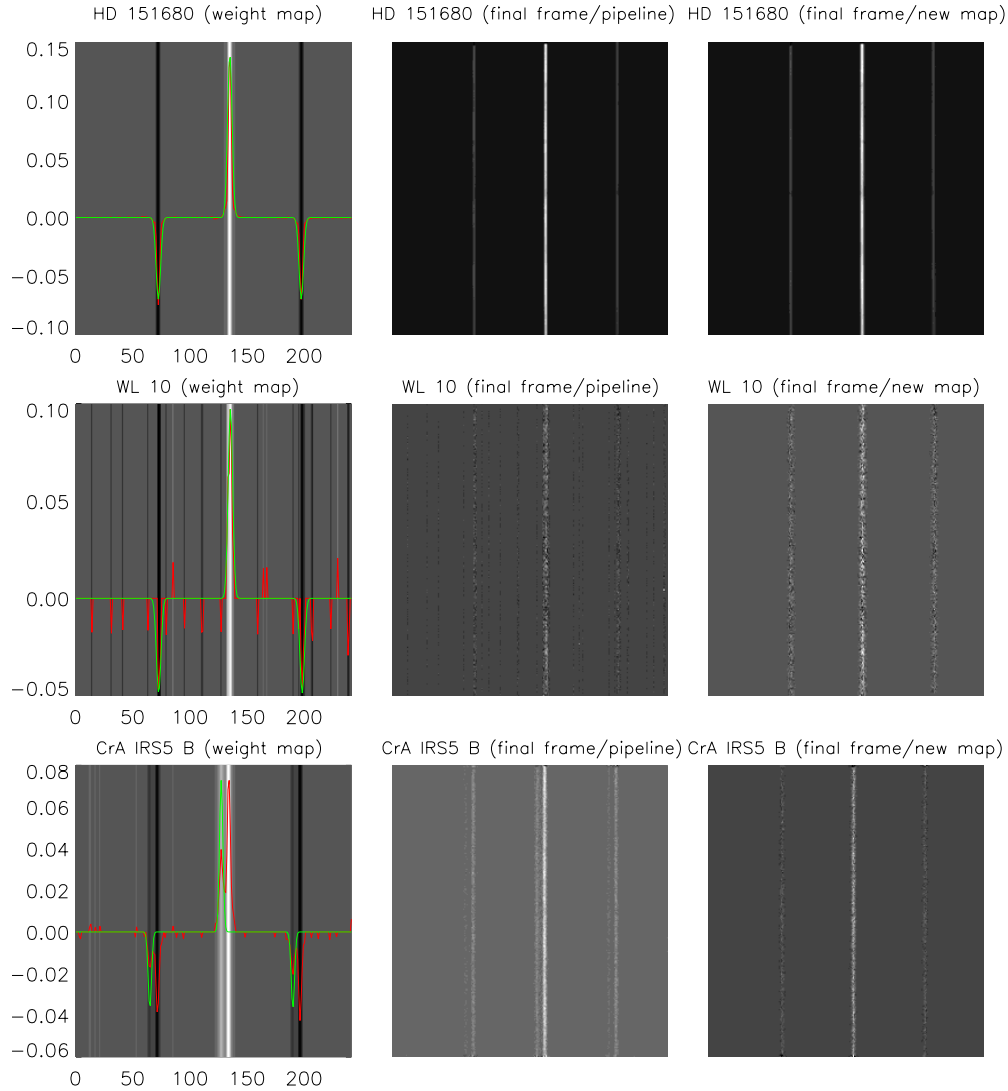 HD 151680 (weight map)
HD 151680 (final frame/pipeline)
HD 151680 (final frame/new map)
0.15
0.10
0.05
0.00
−0.05
−0.10
0 50 100 150 200
WL 10 (weight map)
WL 10 (final frame/pipeline)
WL 10 (final frame/new map)
0.10
0.05
0.00
−0.05
0 50 100 150 200
CrA IRS5 B (weight map)
CrA IRS5 B (final frame/pipeline)
CrA IRS5 B (final frame/new map)
0.08
0.06
0.04
0.02
0.00
−0.02
−0.04
−0.06
0 50 100 150 200